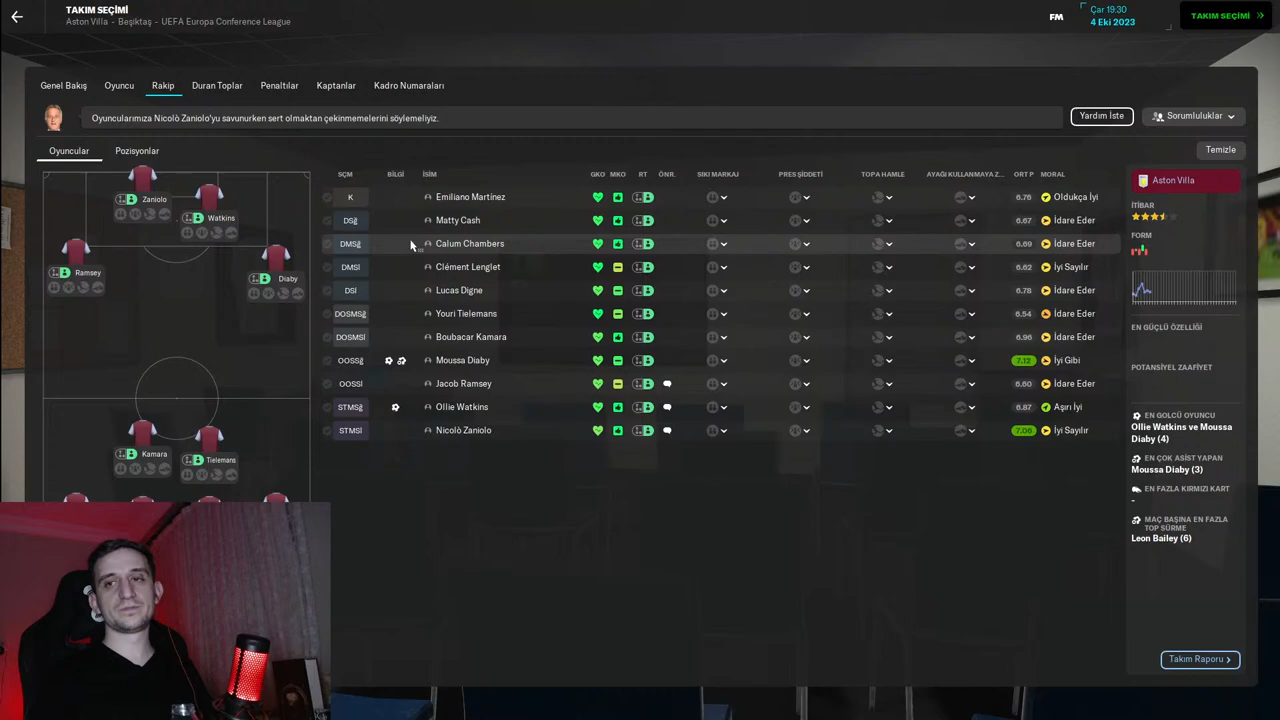 TAKIM SEÇİMİ
Aston Villa - Beşiktaş - UEFA Europa Conference League
FM
Çar 19:30
4 Eki 2023
TAKIM SEÇİMİ
Genel Bakış
Oyuncu
Rakip
Duran Toplar
Penaltılar
Kaptanlar
Kadro Numaraları
Oyuncularımıza Nicolò Zaniolo'yu savunurken sert olmaktan çekinmemelerini söylemeliyiz.
Yardım İste
Sorumluluklar
Oyuncular
Pozisyonlar
Temizle
Zaniolo
Watkins
Ramsey
Diaby
Kamara
Tielemans
SÇM BİLGİ İSİM GKO MKO RT ÖNR. SIKI MARKAJ PRES ŞİDDETİ TOPA HAMLE AYAĞI KULLANMAYA Z... ORT P MORAL
K Emiliano Martínez 6.76 Oldukça İyi
DSğ Matty Cash 6.67 İdare Eder
DMSğ Calum Chambers 6.69 İdare Eder
DMSl Clément Lenglet 6.62 İyi Sayılır
DSl Lucas Digne 6.78 İdare Eder
DOSMSğ Youri Tielemans 6.54 İdare Eder
DOSMSl Boubacar Kamara 6.96 İdare Eder
OOSSğ Moussa Diaby 7.12 İyi Gibi
OOSSl Jacob Ramsey 6.60 İdare Eder
STMSğ Ollie Watkins 6.87 Aşırı İyi
STMSl Nicolò Zaniolo 7.06 İyi Sayılır
Aston Villa
İTİBAR
FORM
EN GÜÇLÜ ÖZELLİĞİ
POTANSİYEL ZAAFİYET
EN GOLCÜ OYUNCU
Ollie Watkins ve Moussa
Diaby (4)
EN ÇOK ASİST YAPAN
Moussa Diaby (3)
EN FAZLA KIRMIZI KART
-
MAÇ BAŞINA EN FAZLA
TOP SÜRME
Leon Bailey (6)
Takım Raporu